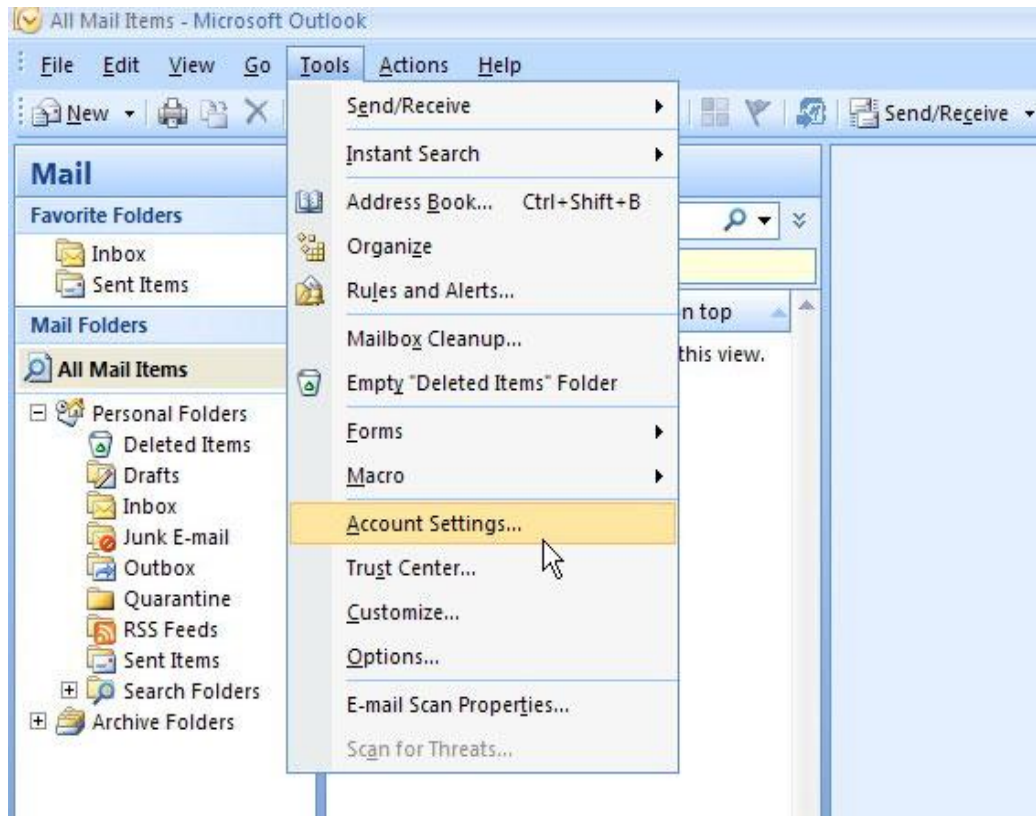 All Mail Items - Microsoft Outlook
File Edit View Go Tools Actions Help
New
Send/Receive
Mail
Favorite Folders
Inbox
Sent Items
Mail Folders
All Mail Items
Personal Folders
Deleted Items
Drafts
Inbox
Junk E-mail
Outbox
Quarantine
RSS Feeds
Sent Items
Search Folders
Archive Folders
Send/Receive
Instant Search
Address Book... Ctrl+Shift+B
Organize
Rules and Alerts...
Mailbox Cleanup...
Empty "Deleted Items" Folder
Forms
Macro
Account Settings...
Trust Center...
Customize...
Options...
E-mail Scan Properties...
Scan for Threats...
n top
this view.